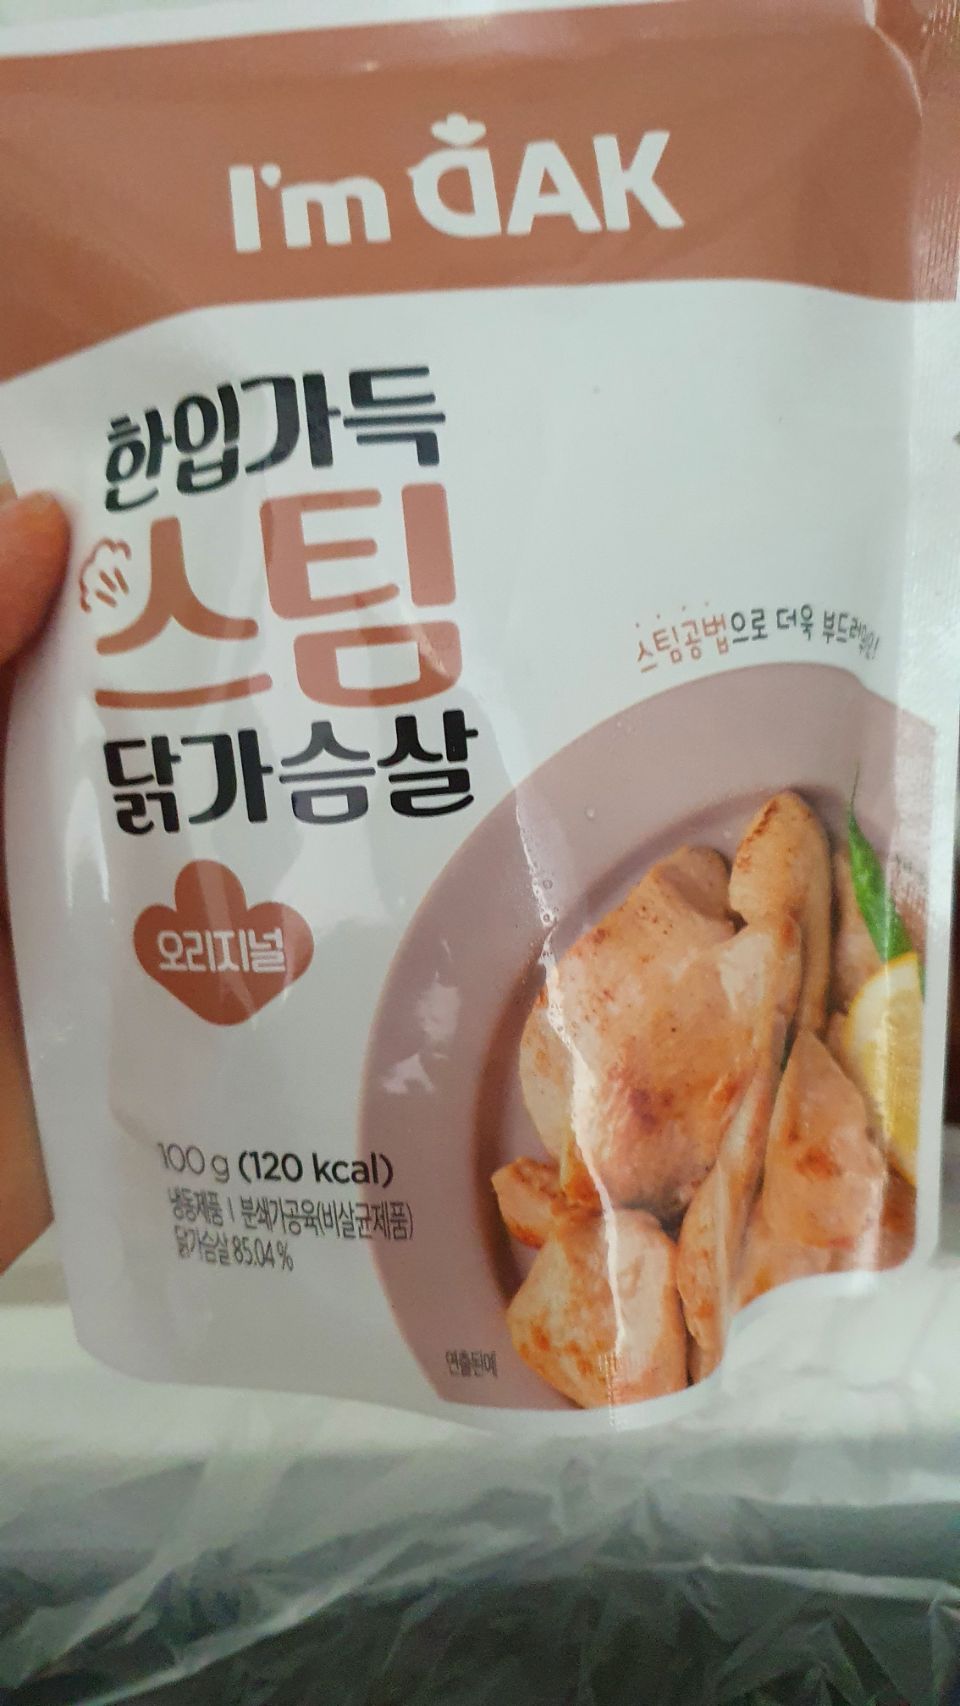 I'm DAK
한입가득
스팀
닭가슴살
스팀공법으로 더욱 부드러워진!
오리지널
100 g (120 kcal)
냉동제품 | 분쇄가공육(비살균제품)
닭가슴살 85.04 %
연출된예